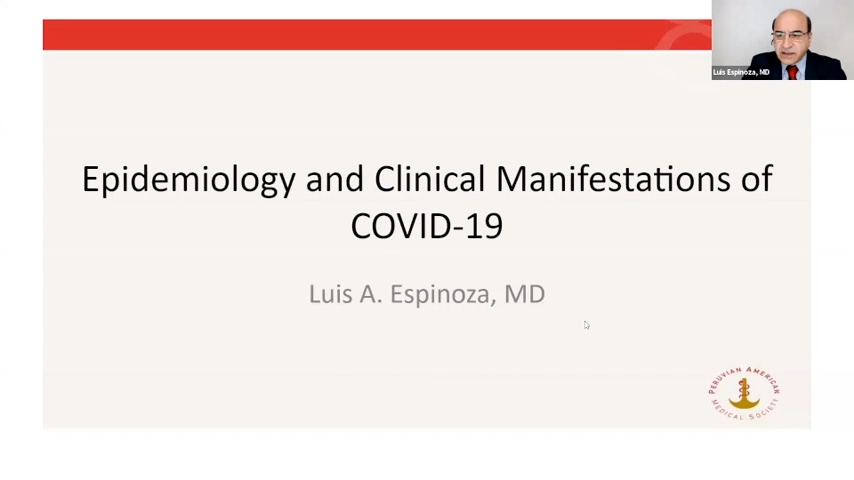 Luis Espinoza, MD
Epidemiology and Clinical Manifestations of
COVID-19
Luis A. Espinoza, MD
PERUVIAN AMERICAN
MEDICAL SOCIETY